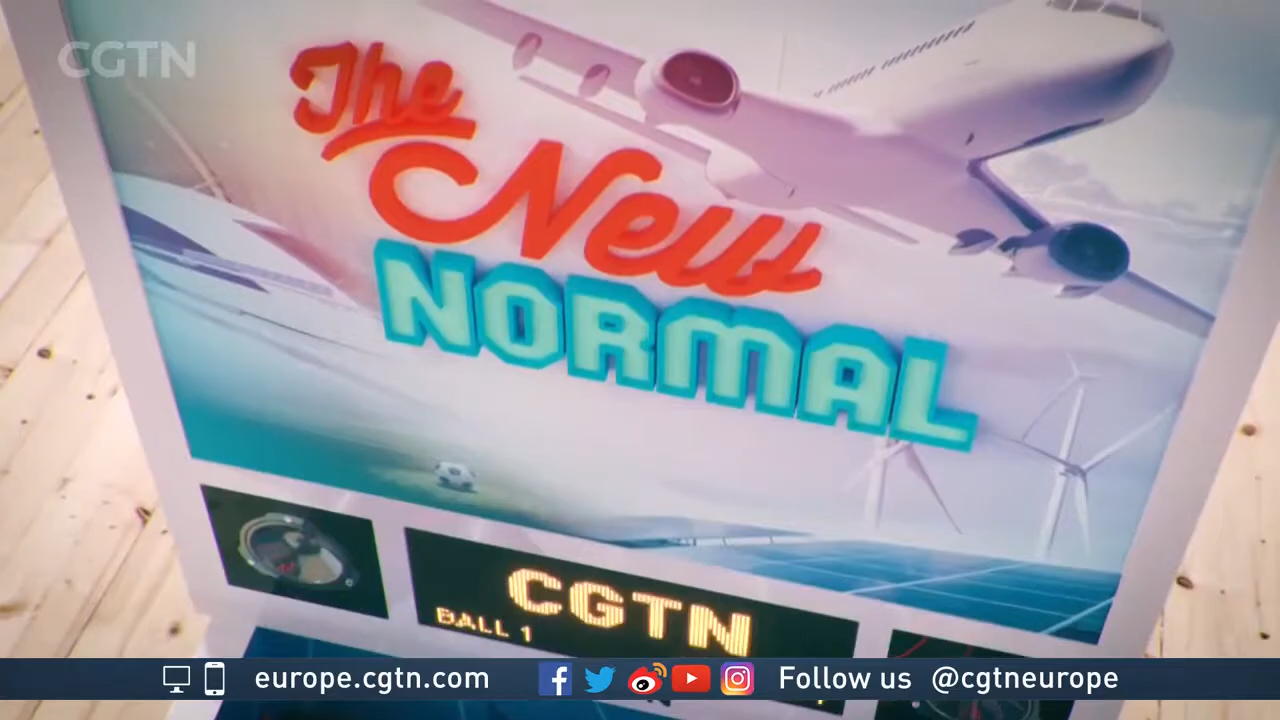 CGTN
The
New
NORMAL
CGTN
BALL 1
europe.cgtn.com
Follow us @cgtneurope